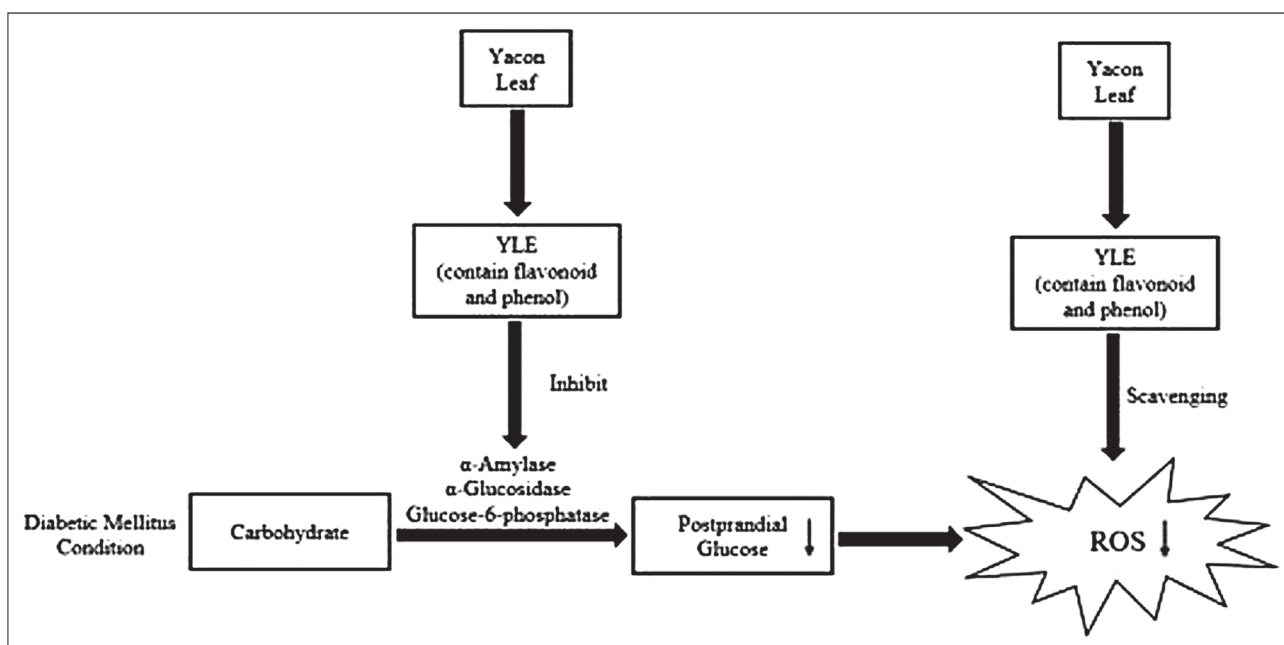 Yacon
Leaf
Yacon
Leaf
YLE
(contain flavonoid
and phenol)
YLE
(contain flavonoid
and phenol)
Inhibit
Scavenging
α-Amylase
α-Glucosidase
Glucose-6-phosphatase
Diabetic Mellitus
Condition
Carbohydrate
Postprandial
Glucose ↓
ROS ↓